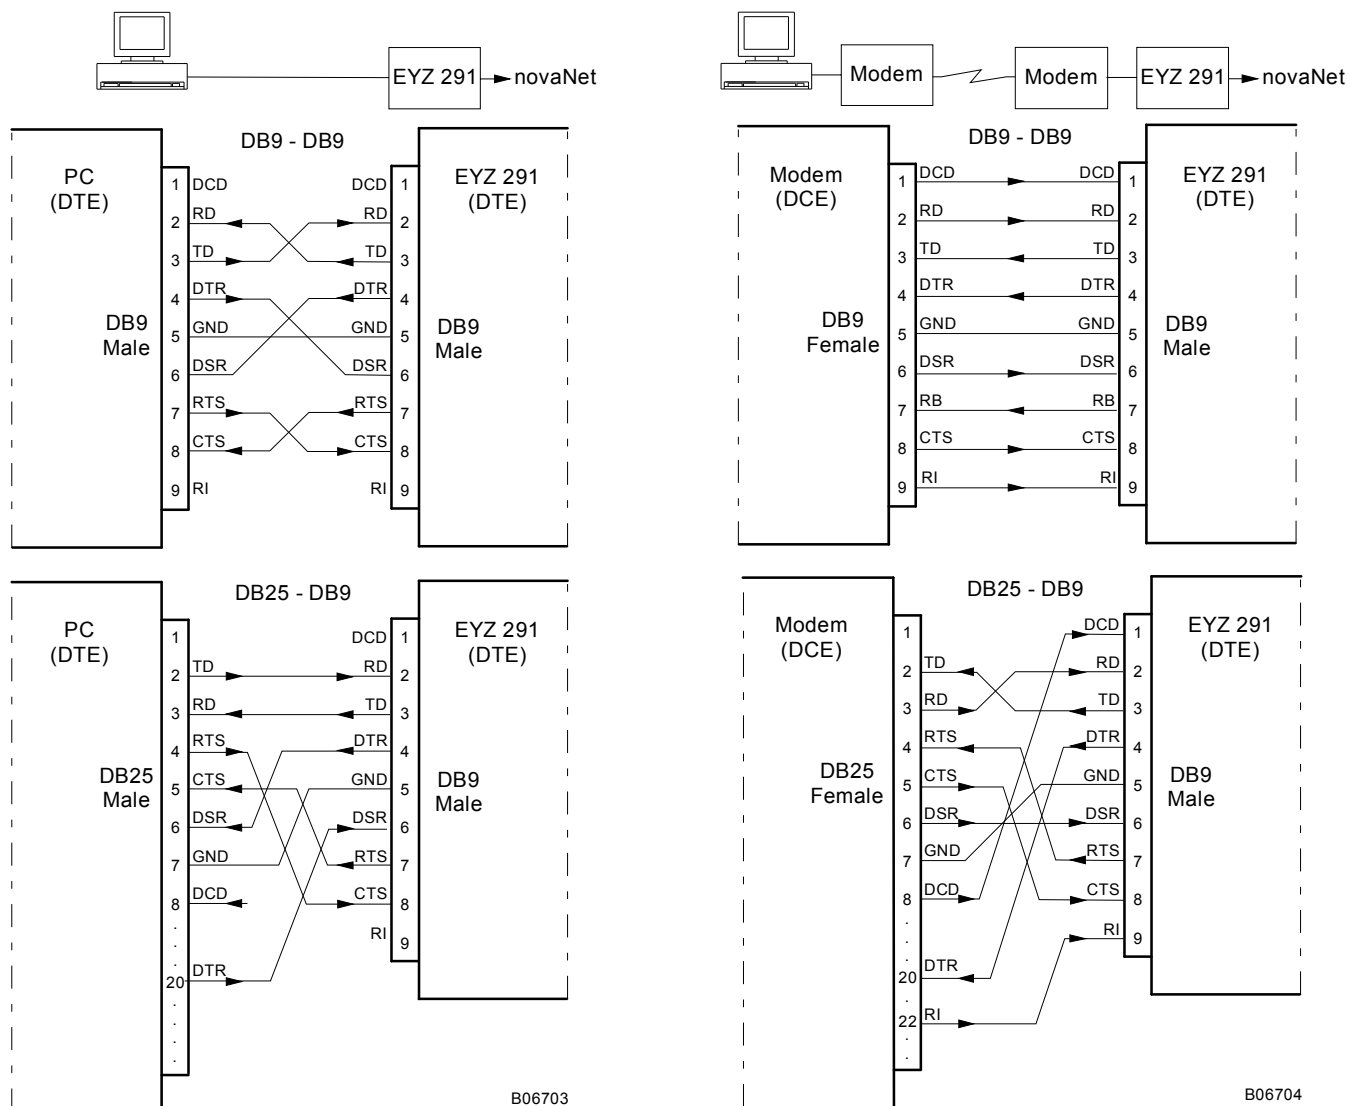 EYZ 291 novaNet
DB9 - DB9
PC
(DTE)
EYZ 291
(DTE)
1 DCD DCD 1
2 RD RD 2
3 TD TD 3
4 DTR DTR 4
DB9
Male
5 GND GND 5
DB9
Male
6 DSR DSR 6
7 RTS RTS 7
8 CTS CTS 8
9 RI RI 9
DB25 - DB9
PC
(DTE)
EYZ 291
(DTE)
1 DCD 1
2 TD RD 2
3 RD TD 3
4 RTS DTR 4
DB25
Male
5 CTS GND 5
DB9
Male
6 DSR DSR 6
7 GND RTS 7
8 DCD CTS 8
RI 9
20 DTR
B06703
Modem Modem EYZ 291 novaNet
DB9 - DB9
Modem
(DCE)
EYZ 291
(DTE)
1 DCD DCD 1
2 RD RD 2
3 TD TD 3
4 DTR DTR 4
DB9
Female
5 GND GND 5
DB9
Male
6 DSR DSR 6
7 RB RB 7
8 CTS CTS 8
9 RI RI 9
DB25 - DB9
Modem
(DCE)
EYZ 291
(DTE)
1 DCD 1
2 TD RD 2
3 RD TD 3
4 RTS DTR 4
DB25
Female
5 CTS GND 5
DB9
Male
6 DSR DSR 6
7 GND RTS 7
8 DCD CTS 8
RI 9
20 DTR
22 RI
B06704